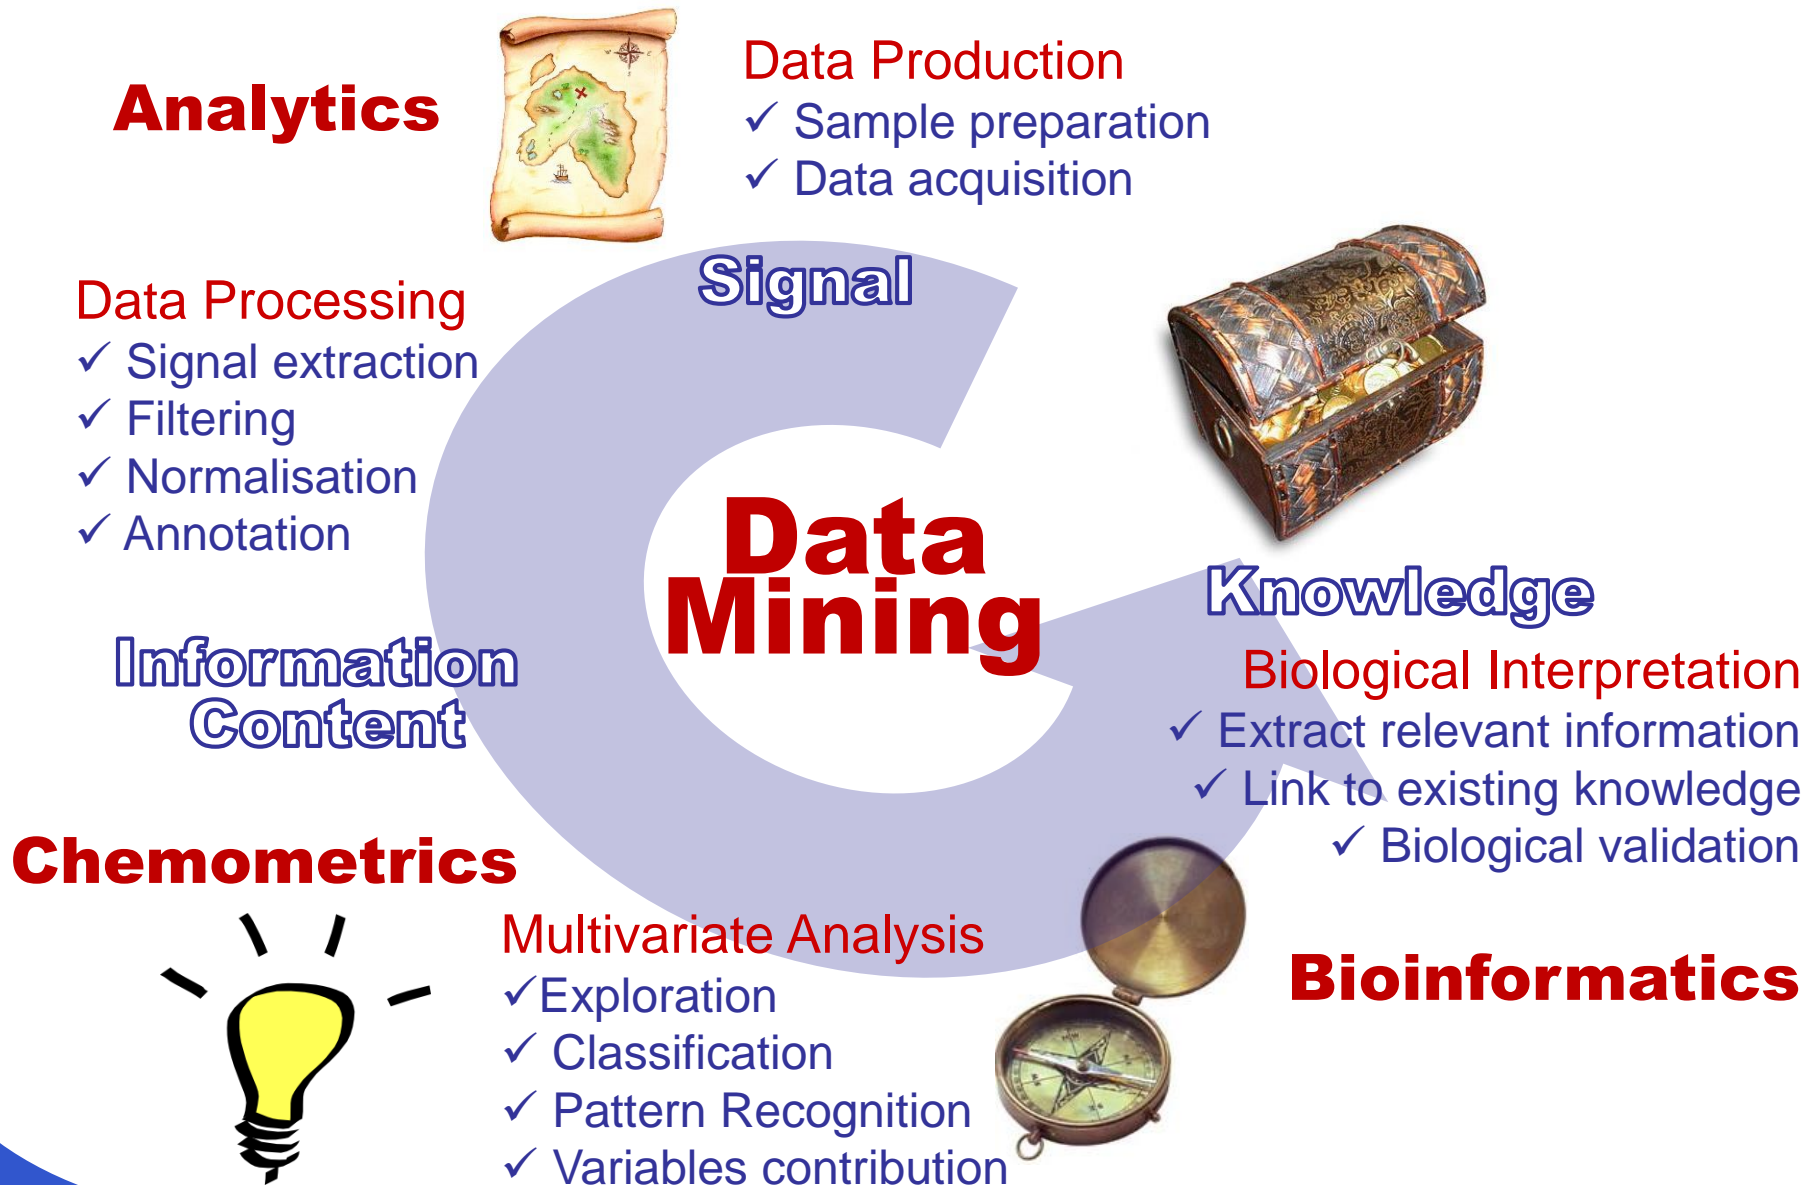 Analytics
Data Production
✓ Sample preparation
✓ Data acquisition
Signal
Data Processing
✓ Signal extraction
✓ Filtering
✓ Normalisation
✓ Annotation
Data
Mining
Knowledge
Information
Content
Biological Interpretation
✓ Extract relevant information
✓ Link to existing knowledge
✓ Biological validation
Chemometrics
Multivariate Analysis
✓Exploration
✓ Classification
✓ Pattern Recognition
✓ Variables contribution
Bioinformatics